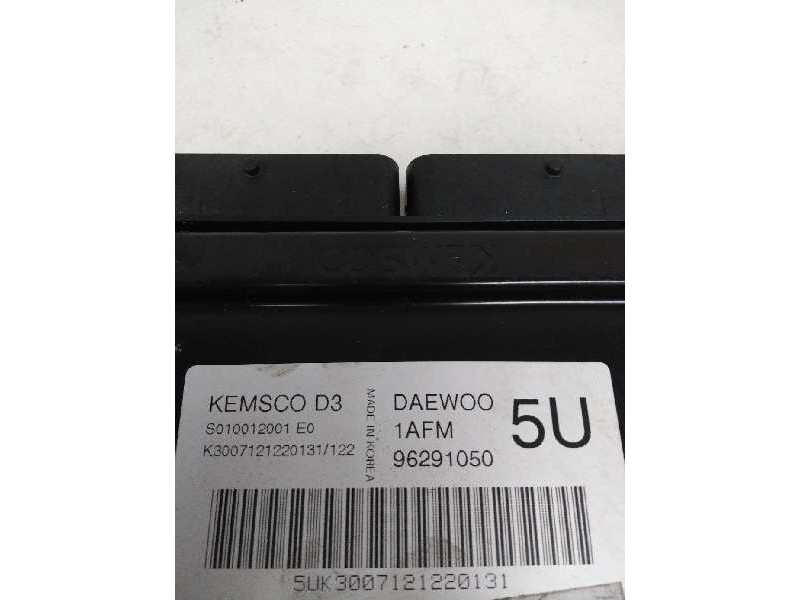 KEMSCO D3
S010012001 E0
K3007121220131/122
MADE IN KOREA
DAEWOO
1AFM
96291050
5U
5UK3007121220131